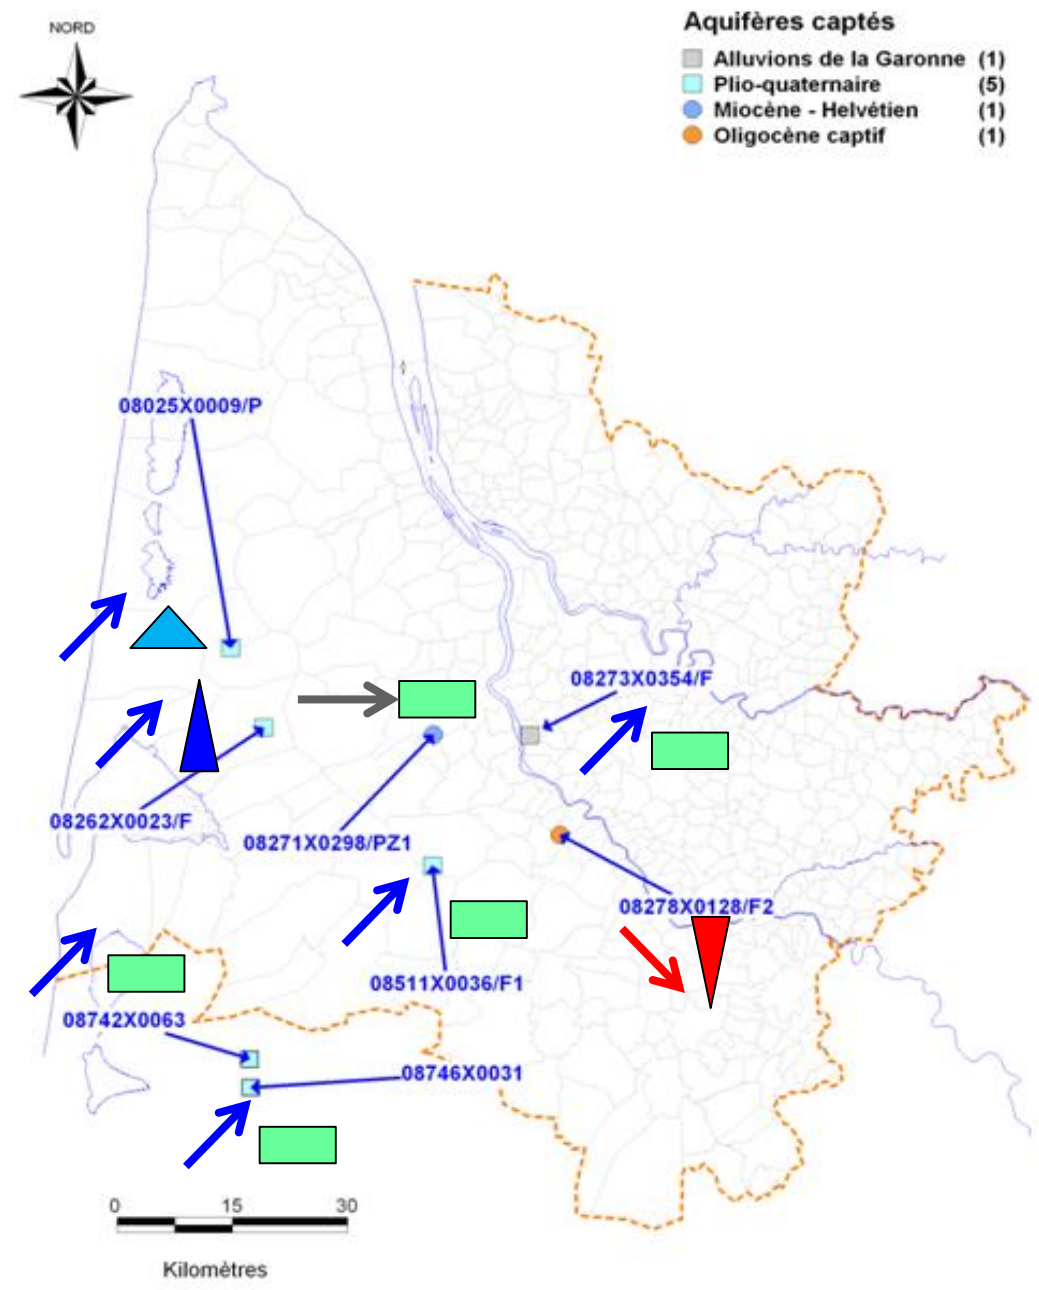 NORD
Aquifères captés
Alluvions de la Garonne (1)
Plio-quaternaire (5)
Miocène - Helvétien (1)
Oligocène captif (1)
08025X0009/P
08273X0354/F
08262X0023/F
08271X0298/PZ1
08278X0128/F2
08511X0036/F1
08742X0063
08746X0031
0 15 30
Kilomètres